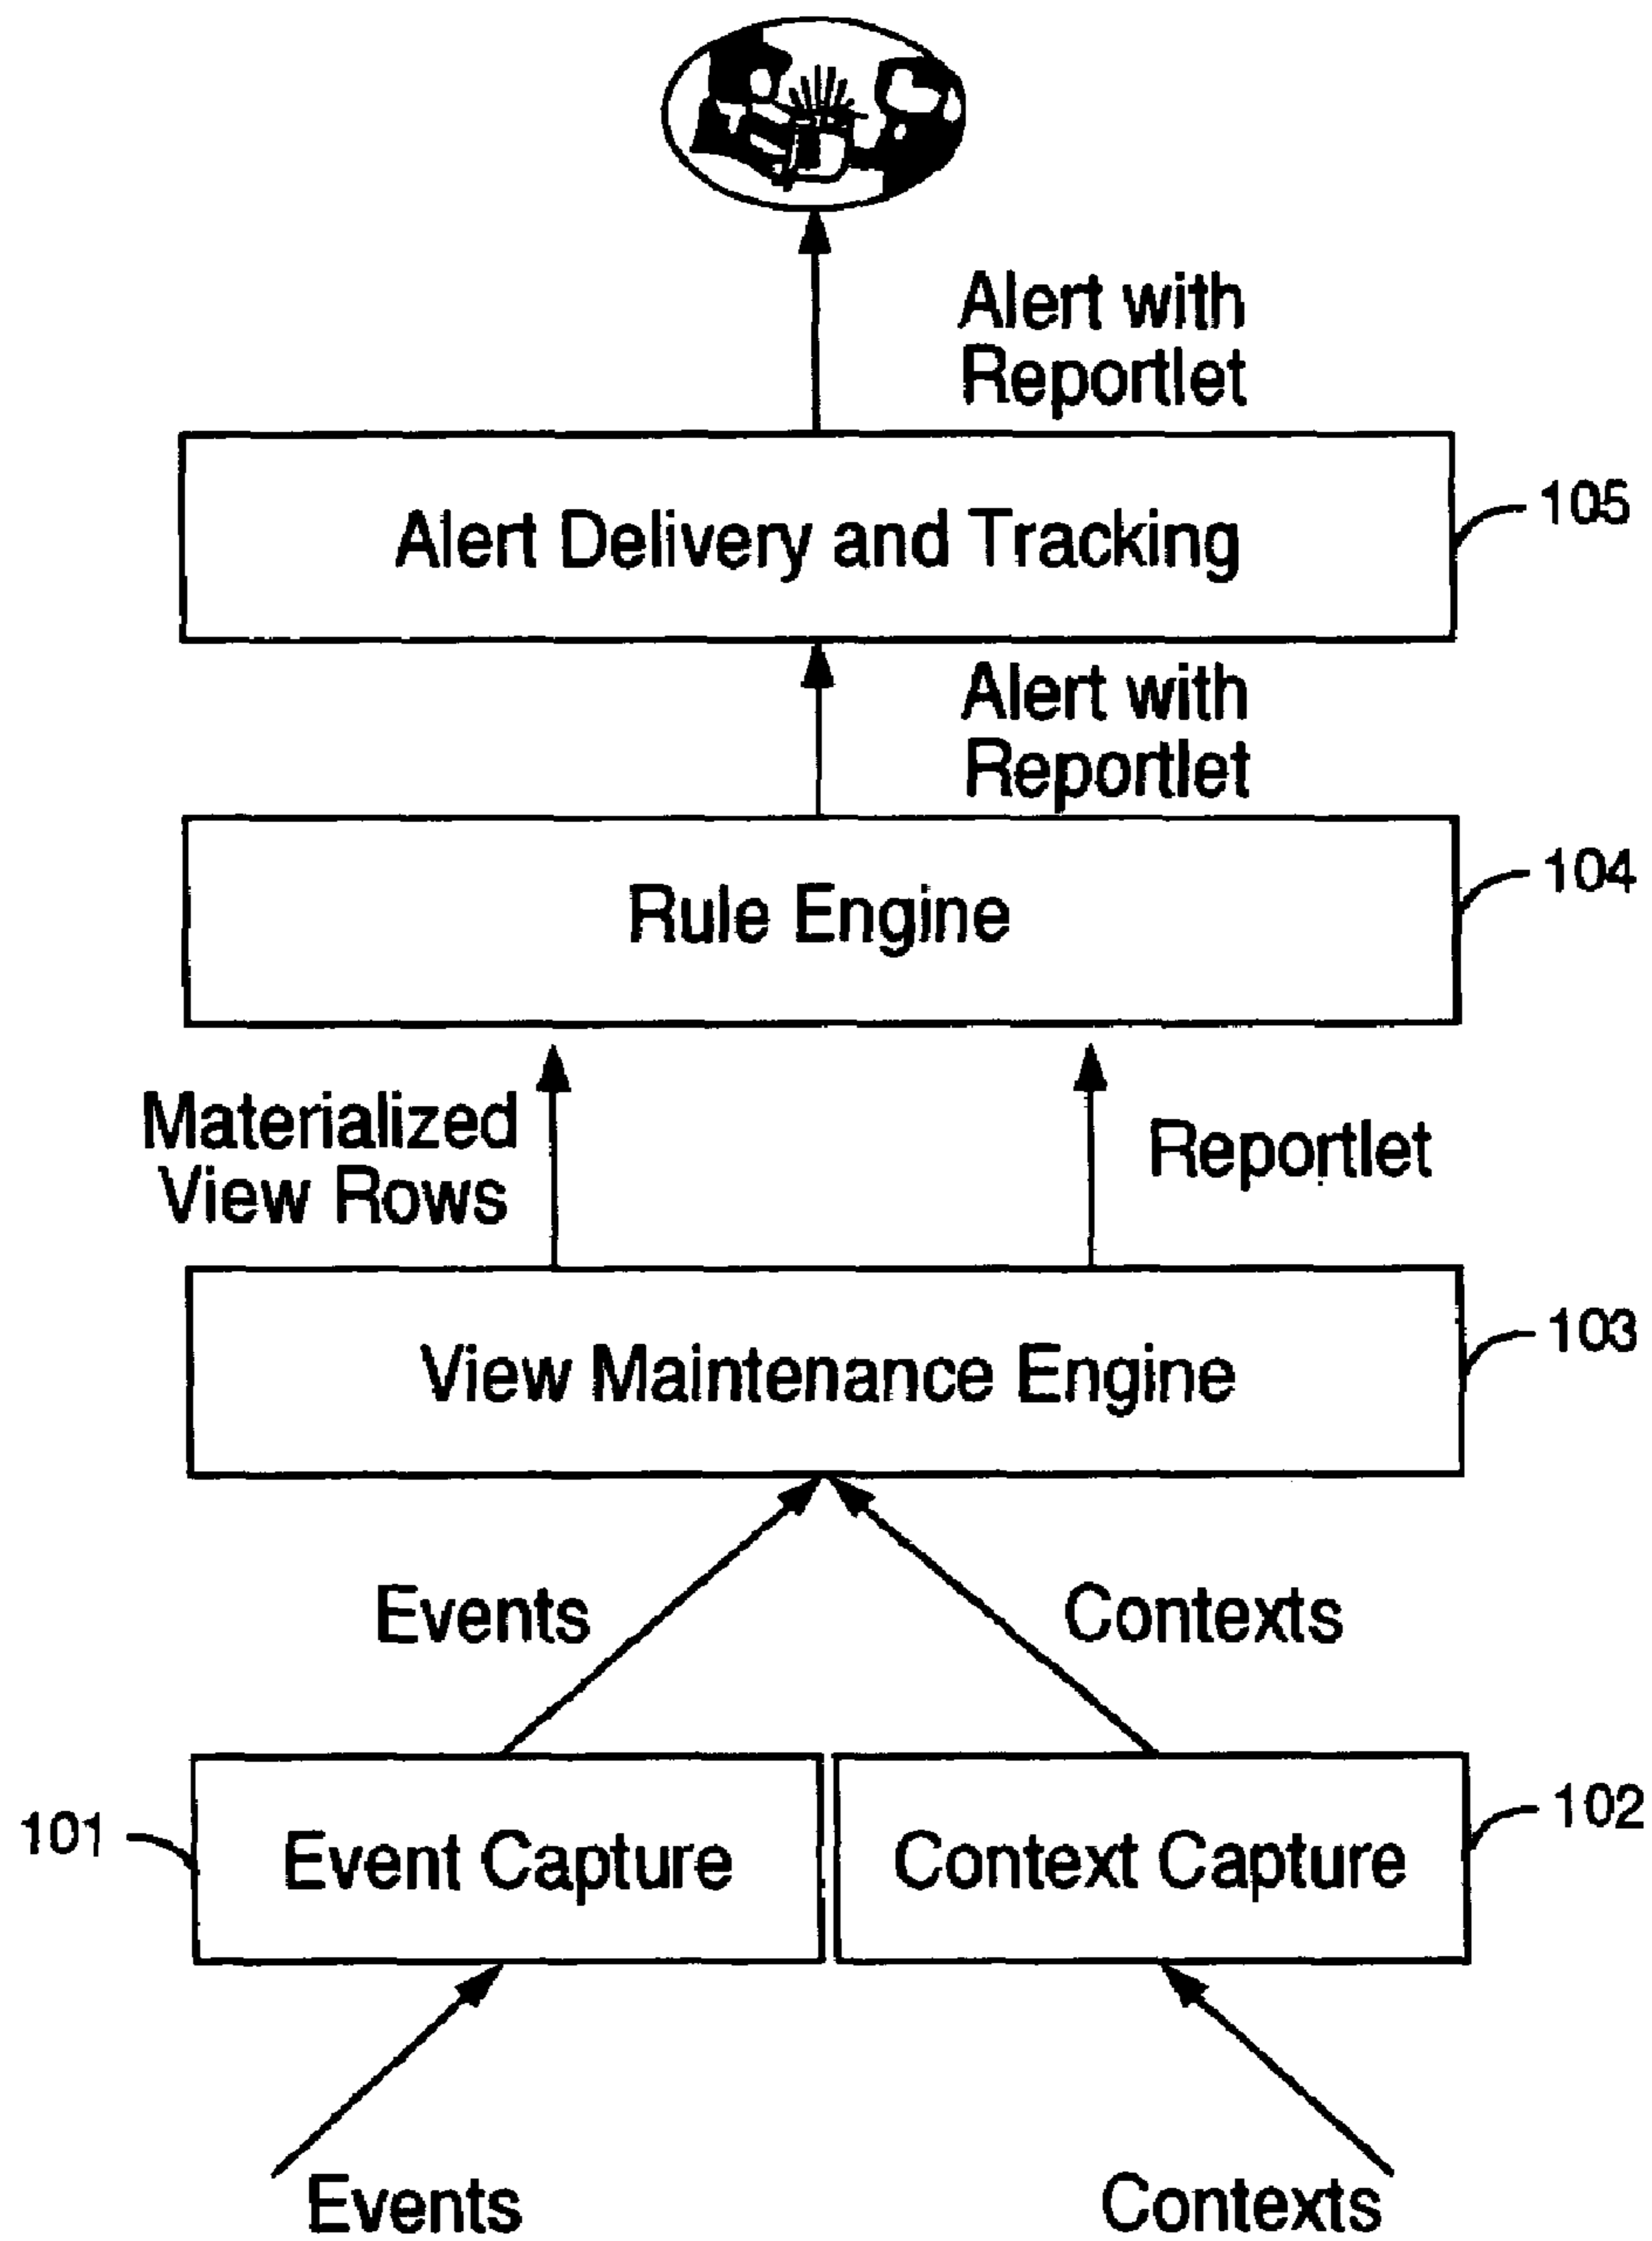 Alert with
Reportlet
Alert Delivery and Tracking
105
Alert with
Reportlet
Rule Engine
104
Materialized
View Rows
Reportlet
View Maintenance Engine
103
Events
Contexts
101
Event Capture
Context Capture
102
Events
Contexts